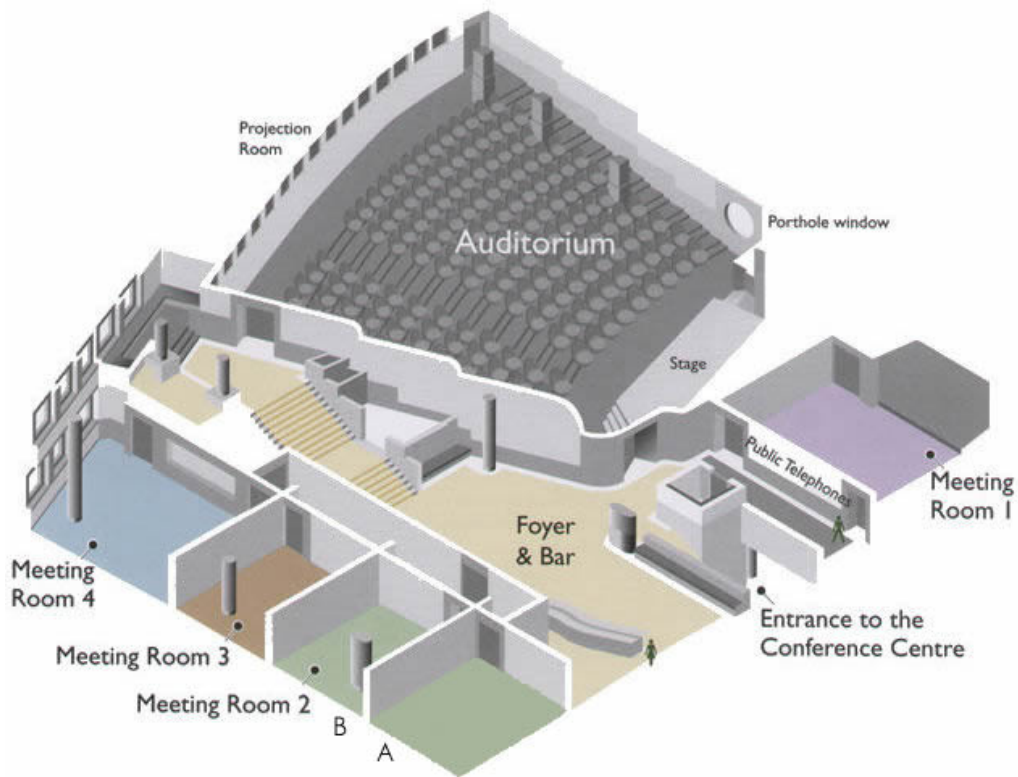 Projection
Room
Auditorium
Porthole window
Stage
Public Telephones
Meeting
Room 1
Foyer
& Bar
Meeting
Room 4
Entrance to the
Conference Centre
Meeting Room 3
Meeting Room 2
B
A